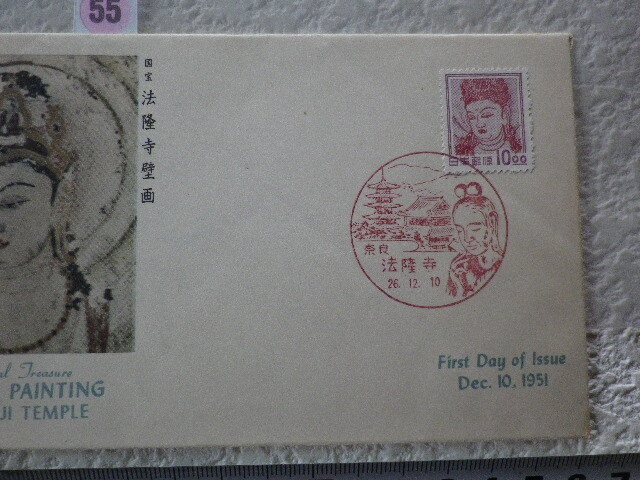 55
国宝
法隆寺壁画
日本郵便 10.00
奈良
法隆寺
26.12.10
First Day of Issue
Dec. 10, 1951
Treasure
PAINTING
JI TEMPLE